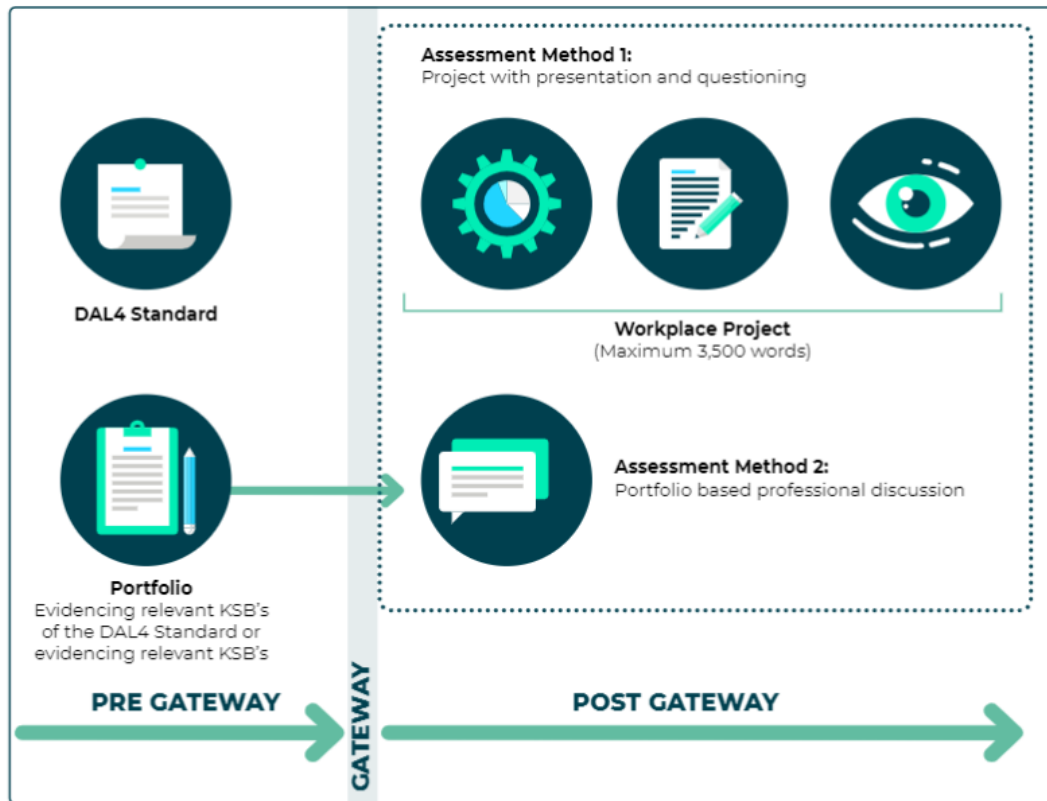 Assessment Method 1:
Project with presentation and questioning
DAL4 Standard
Workplace Project
(Maximum 3,500 words)
Portfolio
Evidencing relevant KSB's
of the DAL4 Standard or
evidencing relevant KSB's
Assessment Method 2:
Portfolio based professional discussion
PRE GATEWAY
GATEWAY
POST GATEWAY